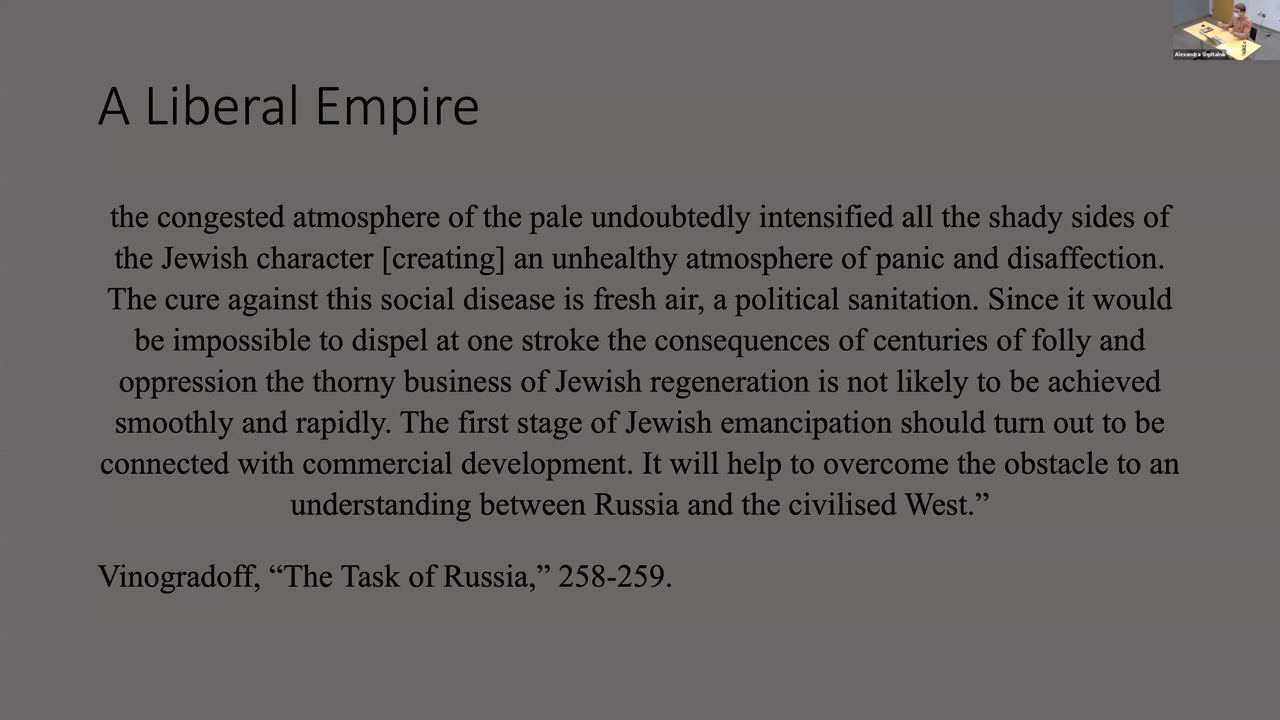 Alexandra Shpitalnik
A Liberal Empire
the congested atmosphere of the pale undoubtedly intensified all the shady sides of
the Jewish character [creating] an unhealthy atmosphere of panic and disaffection.
The cure against this social disease is fresh air, a political sanitation. Since it would
be impossible to dispel at one stroke the consequences of centuries of folly and
oppression the thorny business of Jewish regeneration is not likely to be achieved
smoothly and rapidly. The first stage of Jewish emancipation should turn out to be
connected with commercial development. It will help to overcome the obstacle to an
understanding between Russia and the civilised West.”
Vinogradoff, “The Task of Russia,” 258-259.